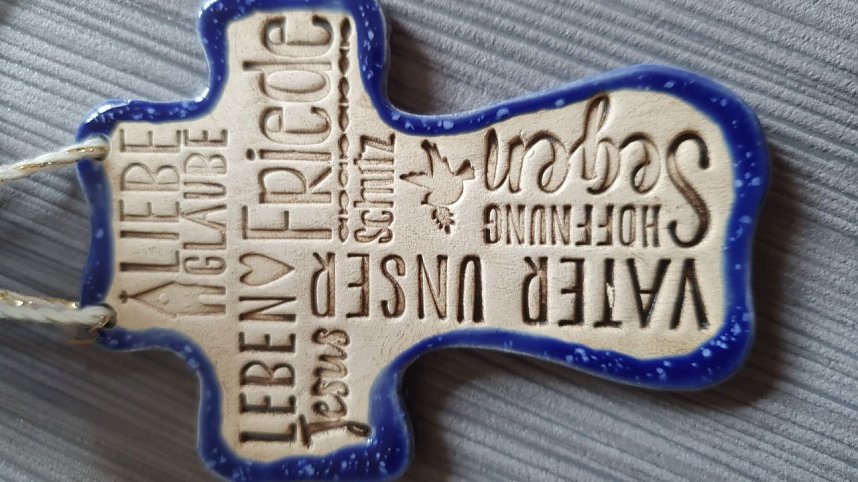 LIEBE
GLAUBE
LEBEN
Friede
Jesus
Schutz
VATER UNSER
HOFFNUNG
Segen